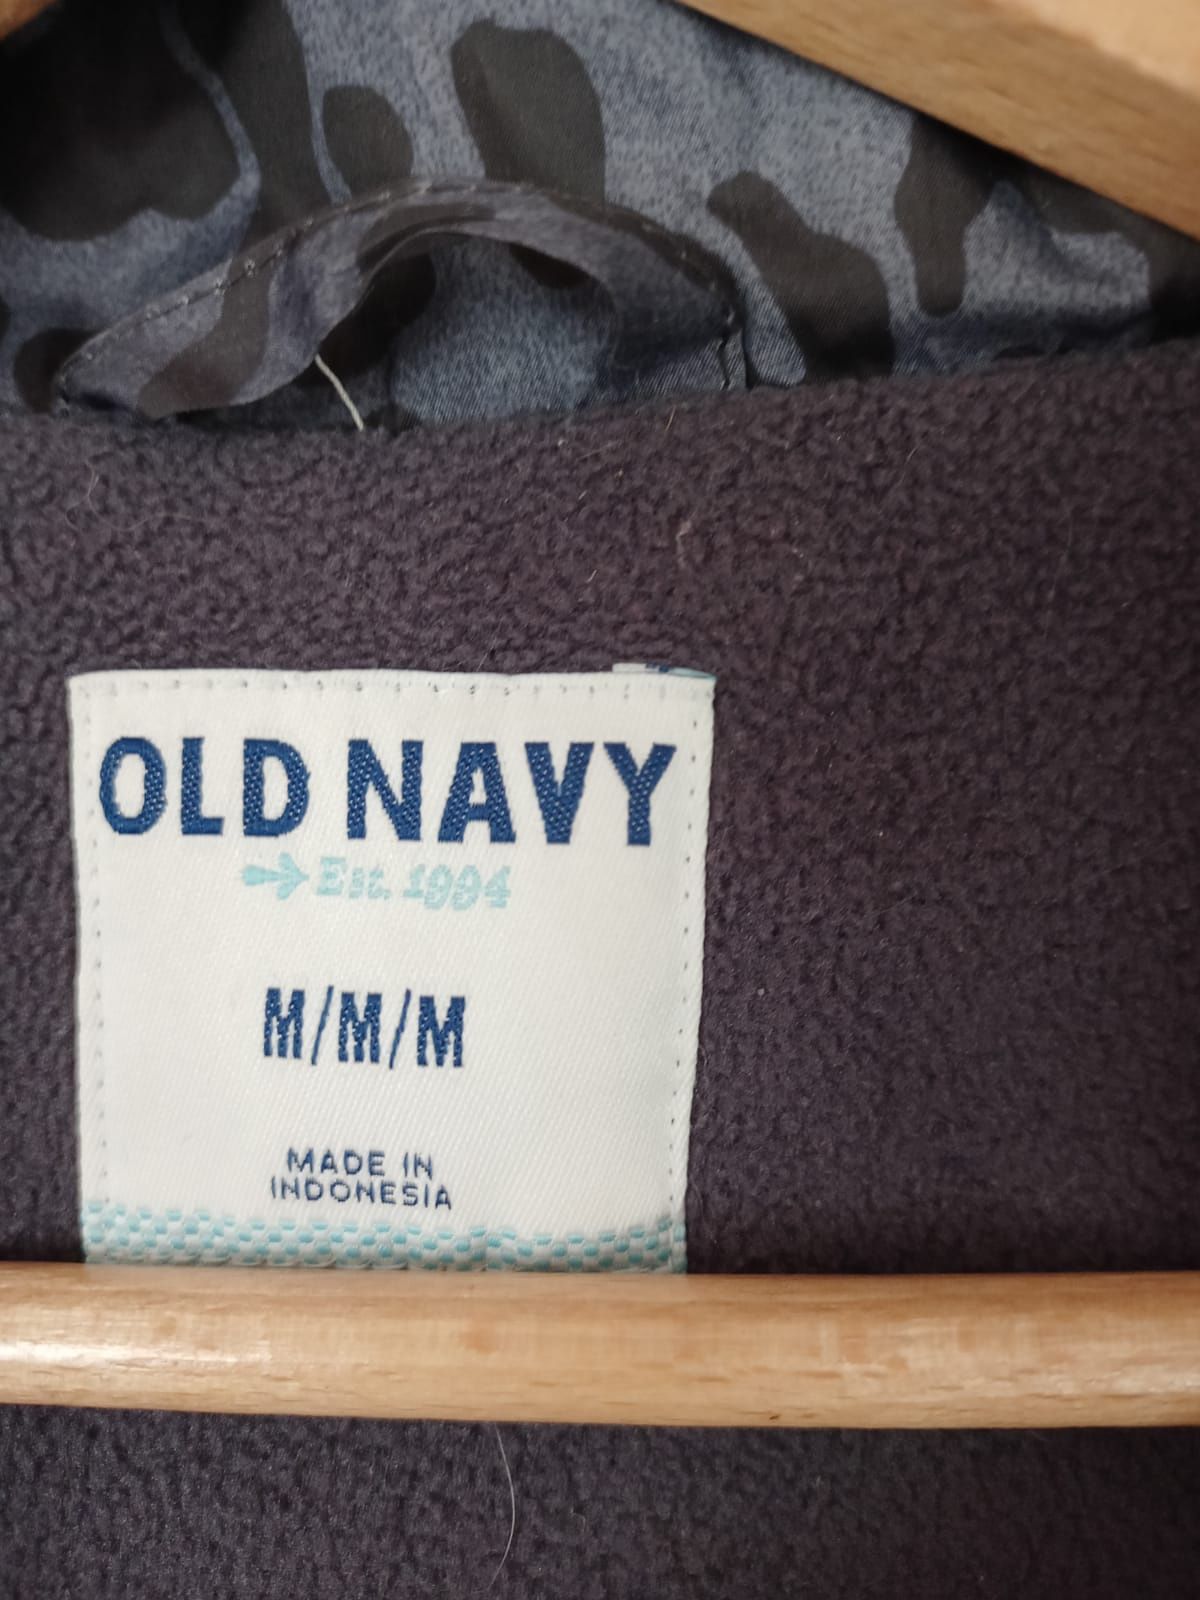 OLD NAVY
Est. 1994
M/M/M
MADE IN
INDONESIA